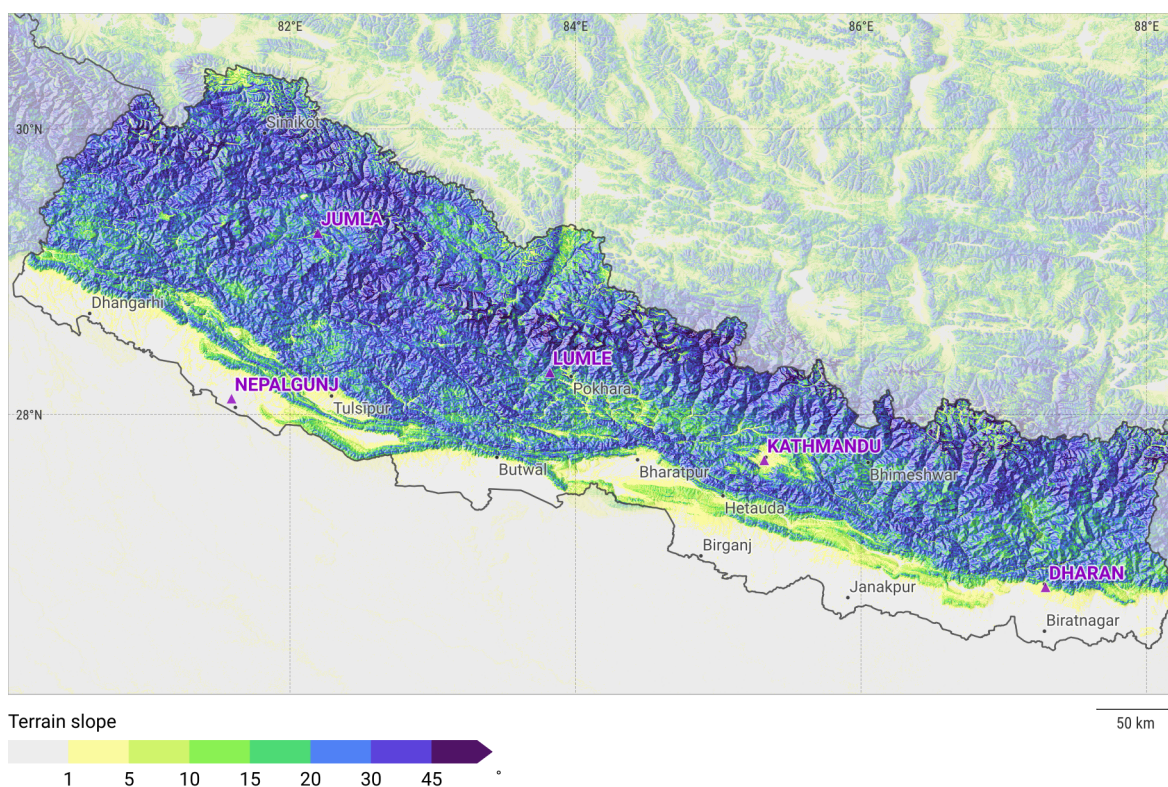 82°E
84°E
86°E
88°E
30°N
Simikot
JUMLA
Dhangarhi
LUMLE
NEPALGUNJ
Pokhara
Tulsipur
28°N
KATHMANDU
Butwal
Bharatpur
Bhimeshwar
Hetauda
Birganj
DHARAN
Janakpur
Biratnagar
Terrain slope
50 km
1 5 10 15 20 30 45 °